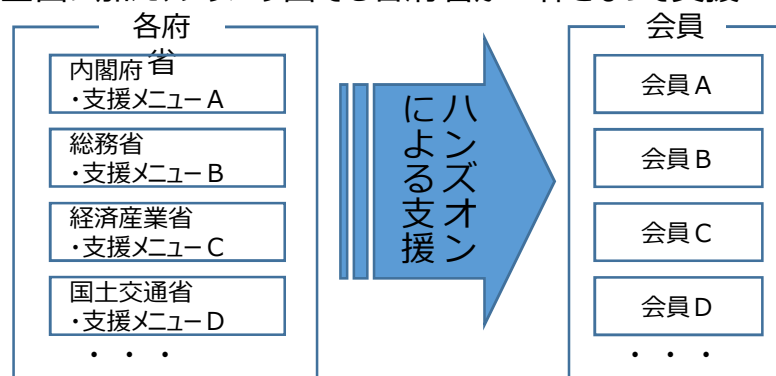 各府省
内閣府
・支援メニューA
総務省
・支援メニューB
経済産業省
・支援メニューC
国土交通省
・支援メニューD
・・・
ハンズオン
による支援
会員
会員A
会員B
会員C
会員D
・・・